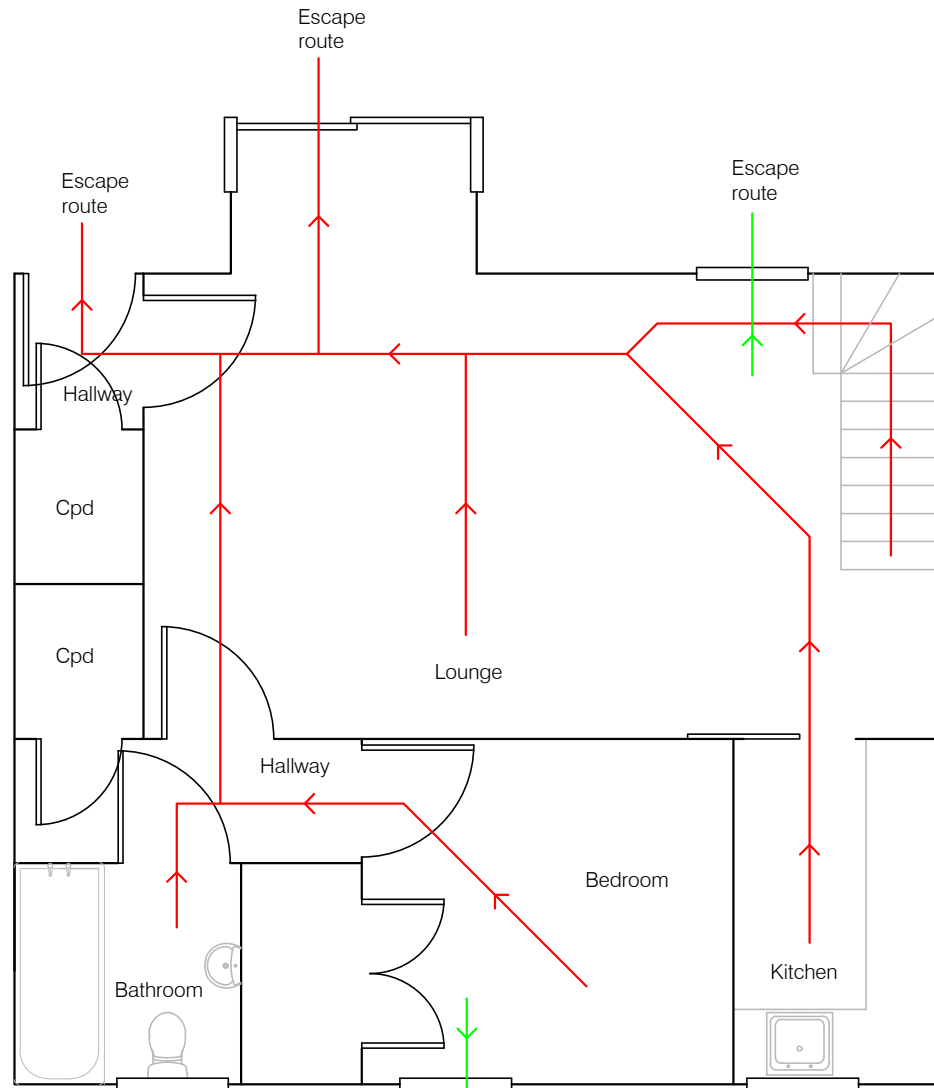 Escape
route
Escape
route
Escape
route
Hallway
Cpd
Cpd
Lounge
Hallway
Bedroom
Kitchen
Bathroom